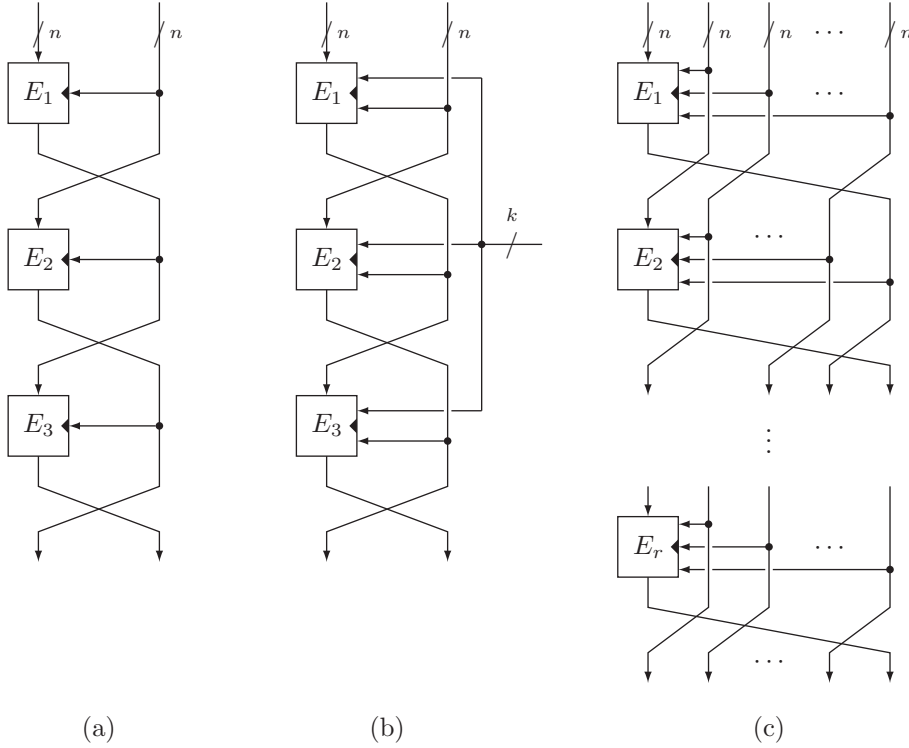 n n
E1
E2
E3
(a)
n n
E1
k
E2
E3
(b)
n n n ··· n
E1 ···
E2 ···
⋮
Er ···
···
(c)